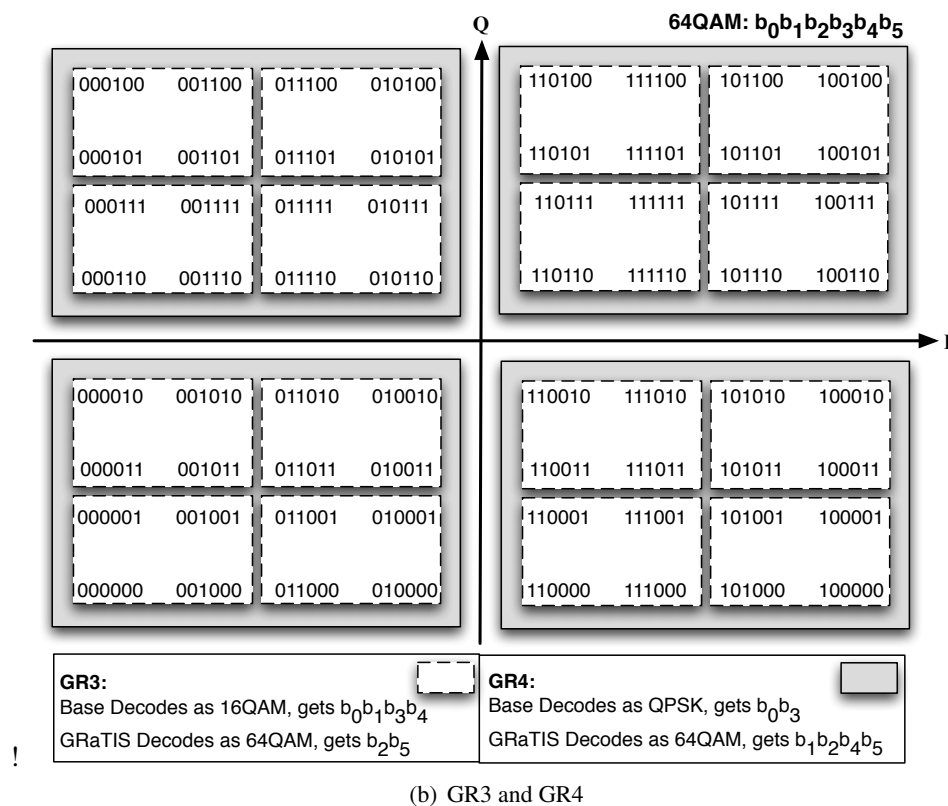 Q
64QAM: b0b1b2b3b4b5
000100 001100 011100 010100 110100 111100 101100 100100
000101 001101 011101 010101 110101 111101 101101 100101
000111 001111 011111 010111 110111 111111 101111 100111
000110 001110 011110 010110 110110 111110 101110 100110
I
000010 001010 011010 010010 110010 111010 101010 100010
000011 001011 011011 010011 110011 111011 101011 100011
000001 001001 011001 010001 110001 111001 101001 100001
000000 001000 011000 010000 110000 111000 101000 100000
GR3:
Base Decodes as 16QAM, gets b0b1b3b4
GRaTIS Decodes as 64QAM, gets b2b5
GR4:
Base Decodes as QPSK, gets b0b3
GRaTIS Decodes as 64QAM, gets b1b2b4b5
!
(b) GR3 and GR4